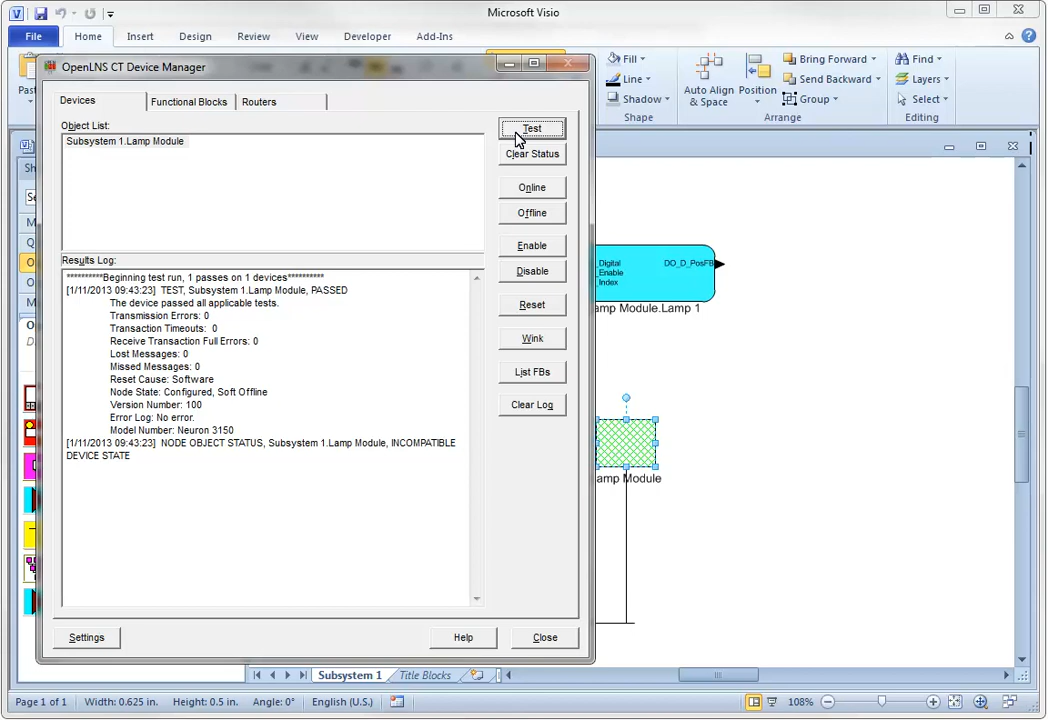 Microsoft Visio
File Home Insert Design Review View Developer Add-Ins
OpenLNS CT Device Manager
Devices Functional Blocks Routers
Object List:
Subsystem 1.Lamp Module
Results Log:
**********Beginning test run, 1 passes on 1 devices**********
[1/11/2013 09:43:23] TEST, Subsystem 1.Lamp Module, PASSED
The device passed all applicable tests.
Transmission Errors: 0
Transaction Timeouts: 0
Receive Transaction Full Errors: 0
Lost Messages: 0
Missed Messages: 0
Reset Cause: Software
Node State: Configured, Soft Offline
Version Number: 100
Error Log: No error.
Model Number: Neuron 3150
[1/11/2013 09:43:23] NODE OBJECT STATUS, Subsystem 1.Lamp Module, INCOMPATIBLE
DEVICE STATE
Test
Clear Status
Online
Offline
Enable
Disable
Reset
Wink
List FBs
Clear Log
Settings Help Close
Past
Fill
Line
Shadow
Shape
Auto Align
& Space
Position
Bring Forward
Send Backward
Group
Arrange
Find
Layers
Select
Editing
Sh
Se
_Digital
_Enable
_Index
DO_D_PosFB
amp Module.Lamp 1
amp Module
Subsystem 1 Title Blocks
Page 1 of 1 Width: 0.625 in. Height: 0.5 in. Angle: 0° English (U.S.) 108%